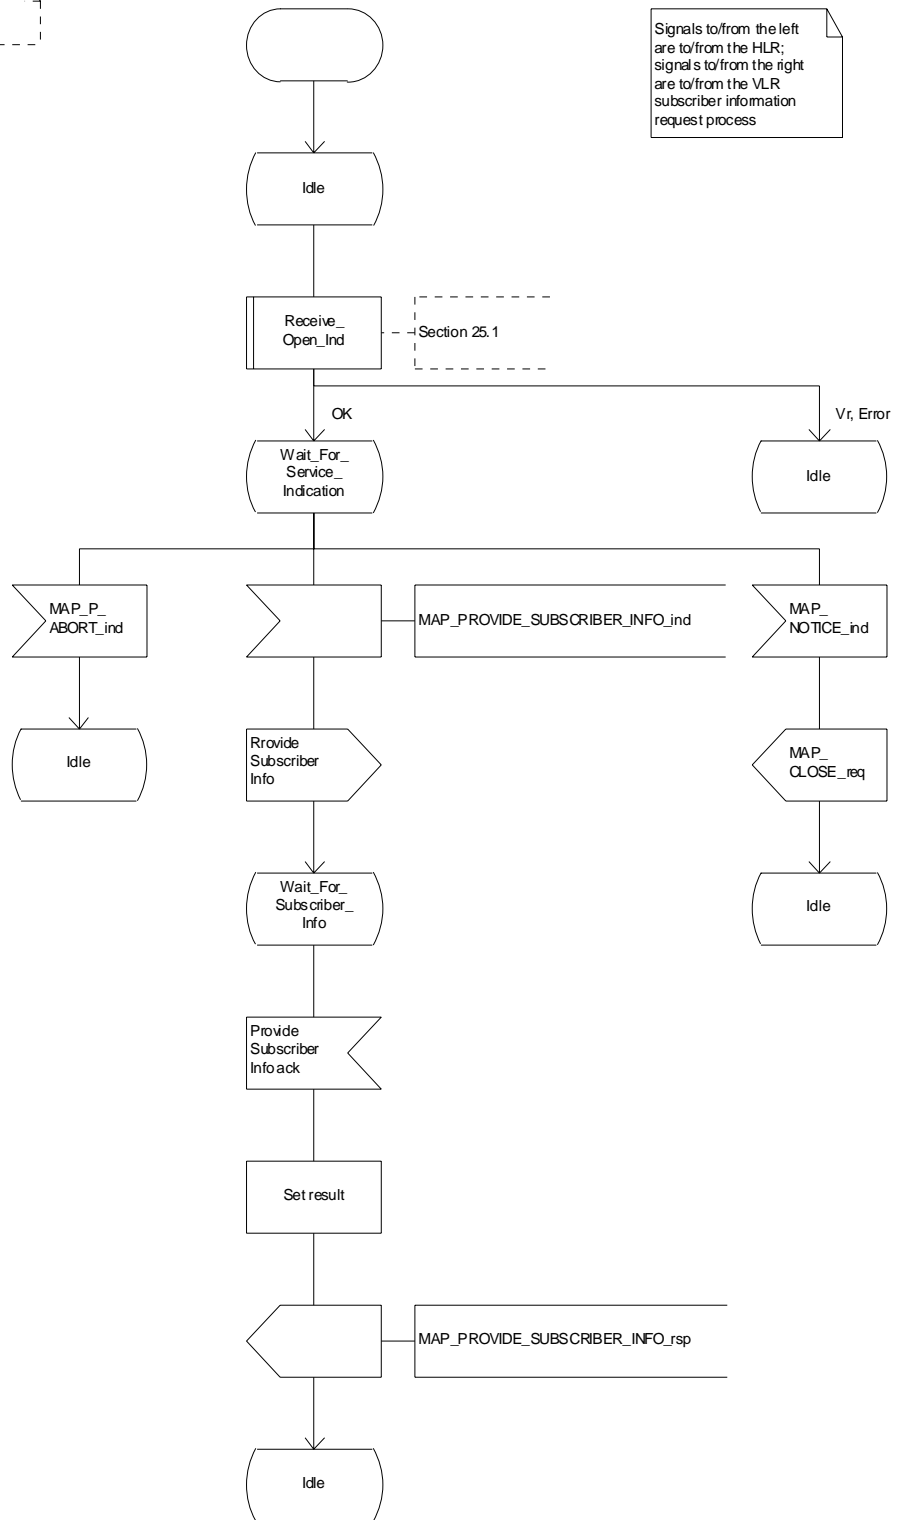 Signals to/from the left
are to/from the HLR;
signals to/from the right
are to/from the VLR
subscriber information
request process
Idle
Receive_
Open_Ind
Section 25.1
OK
Vr, Error
Wait_For_
Service_
Indication
Idle
MAP_P_
ABORT_ind
MAP_PROVIDE_SUBSCRIBER_INFO_ind
MAP_
NOTICE_ind
Idle
Rrovide
Subscriber
Info
MAP_
CLOSE_req
Wait_For_
Subscriber_
Info
Idle
Provide
Subscriber
Info ack
Set result
MAP_PROVIDE_SUBSCRIBER_INFO_rsp
Idle